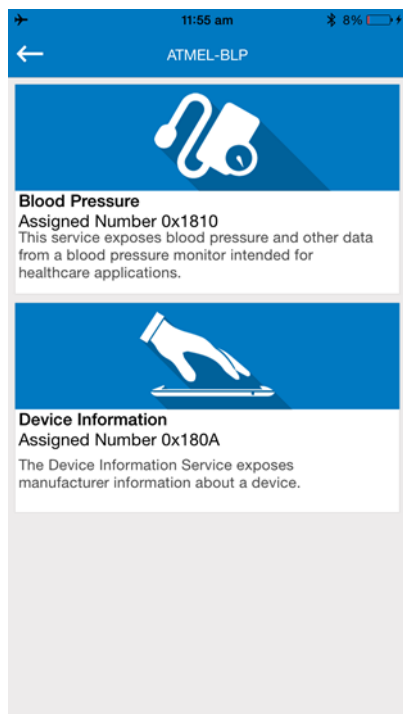 11:55 am 8%
ATMEL-BLP
Blood Pressure
Assigned Number 0x1810
This service exposes blood pressure and other data
from a blood pressure monitor intended for
healthcare applications.
Device Information
Assigned Number 0x180A
The Device Information Service exposes
manufacturer information about a device.